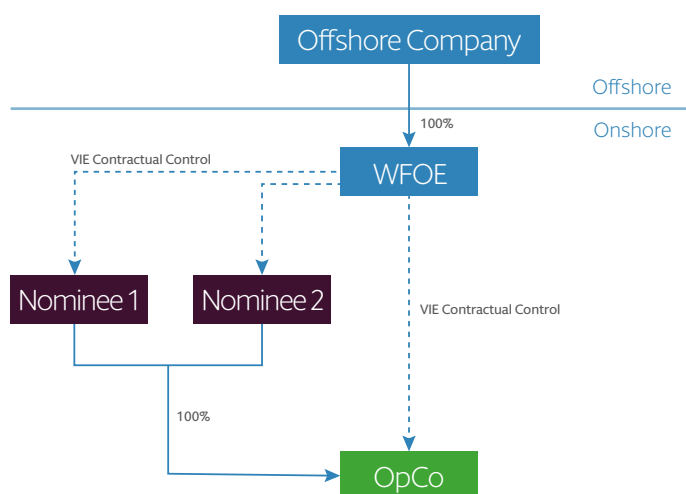 Offshore Company
Offshore
100%
Onshore
VIE Contractual Control
WFOE
Nominee 1
Nominee 2
VIE Contractual Control
100%
OpCo